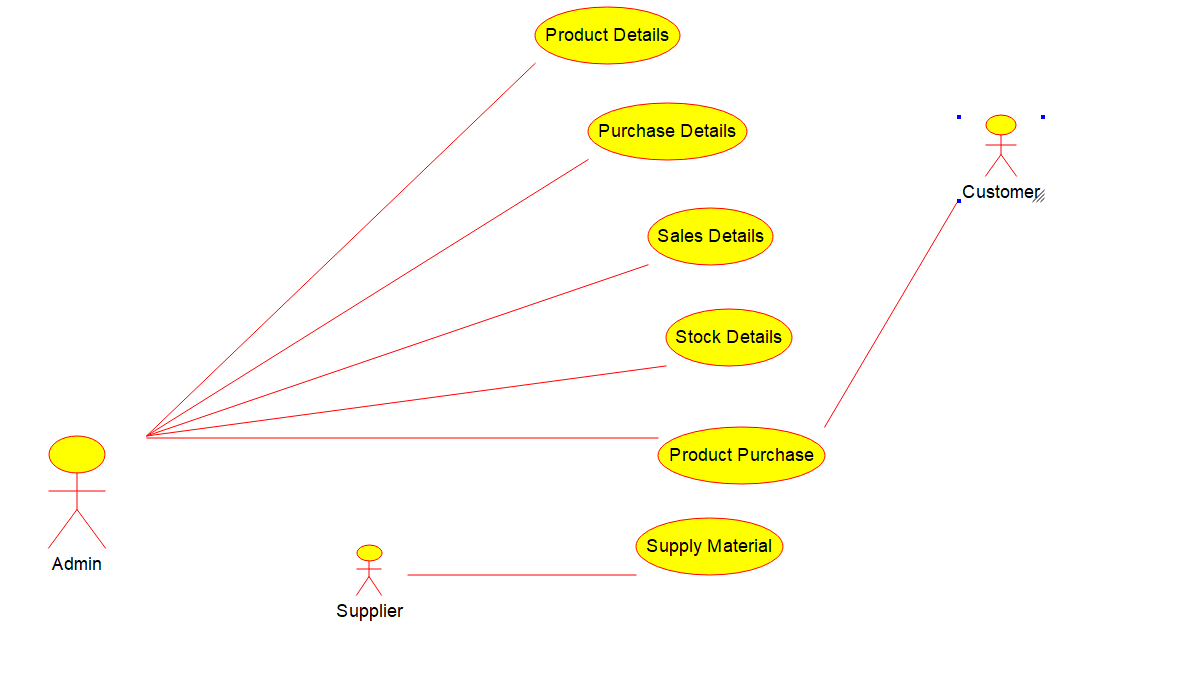 Product Details
Purchase Details
Customer
Sales Details
Stock Details
Product Purchase
Supply Material
Admin
Supplier